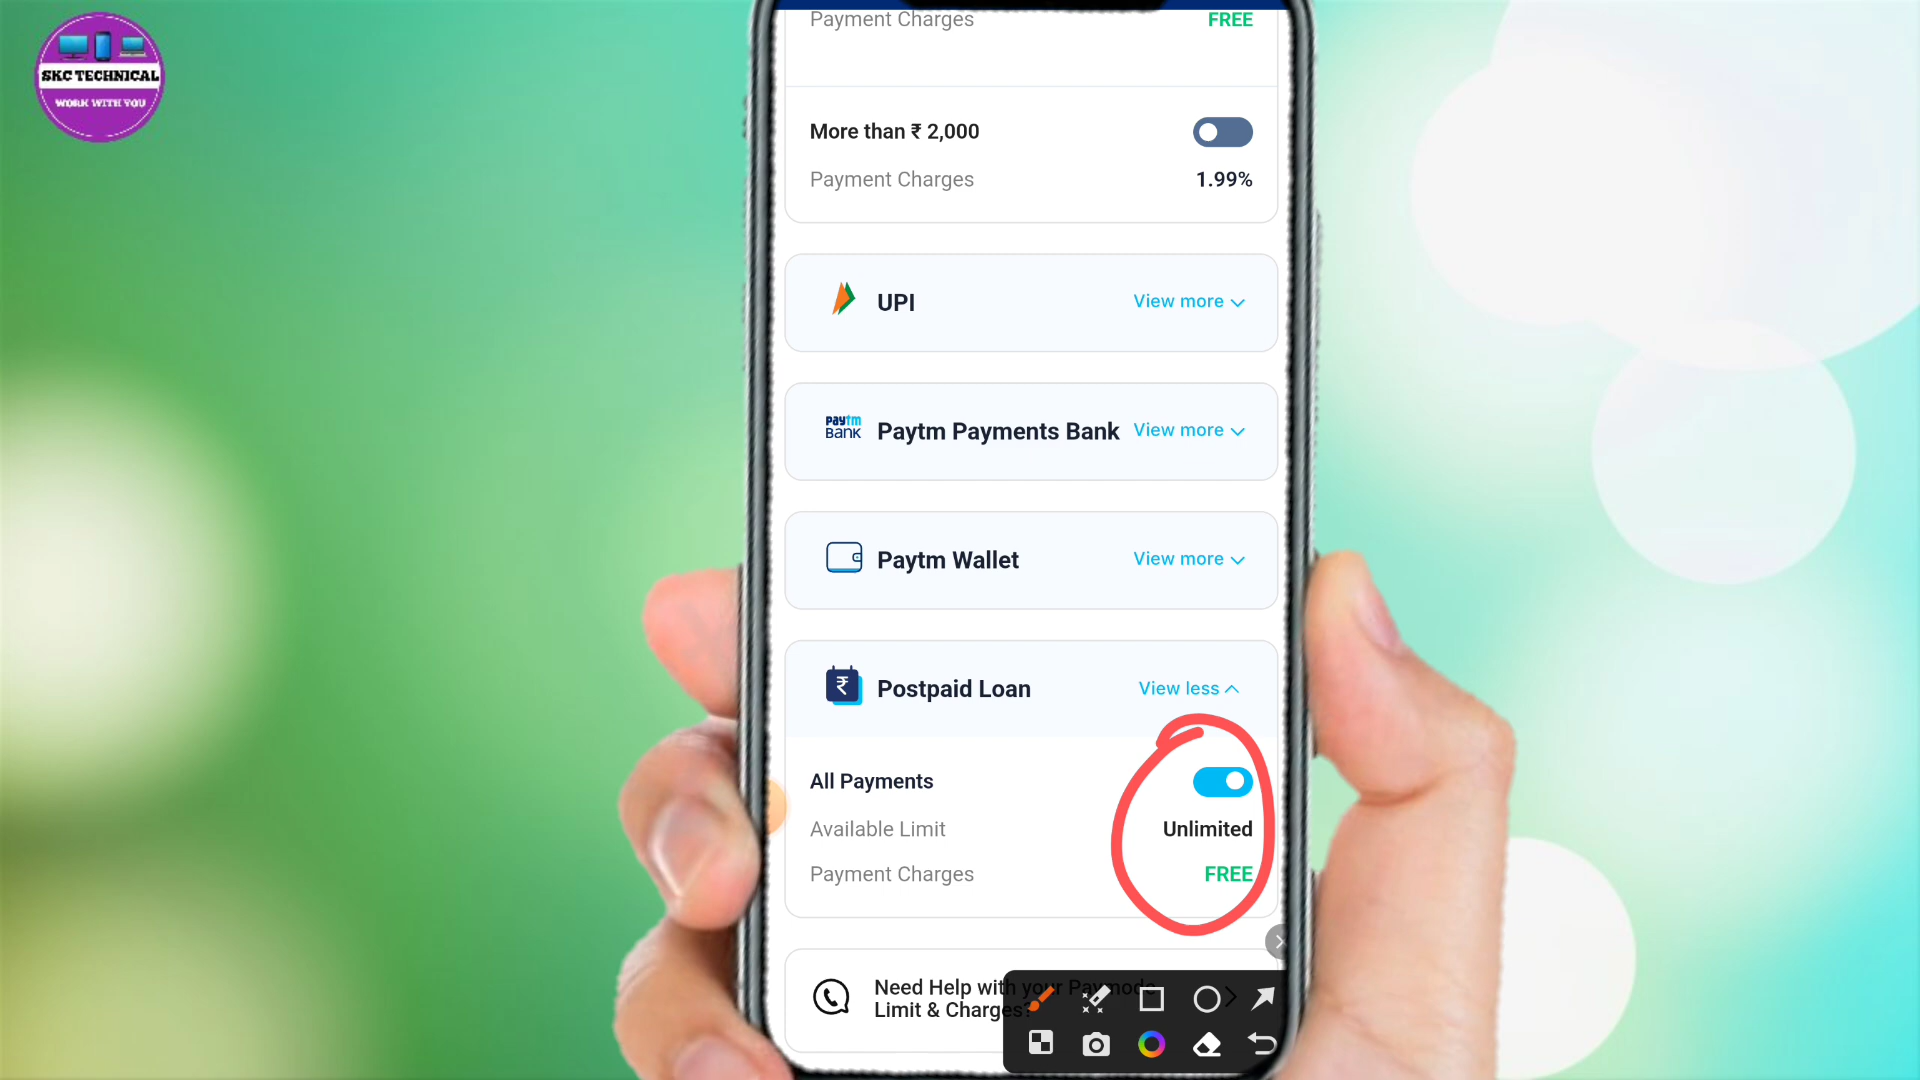 SKC TECHNICAL
WORK WITH YOU
Payment Charges FREE
More than ₹ 2,000
Payment Charges 1.99%
UPI View more
paytm BANK Paytm Payments Bank View more
Paytm Wallet View more
₹ Postpaid Loan View less
All Payments
Available Limit Unlimited
Payment Charges FREE
Need Help with your Paymode
Limit & Charges?